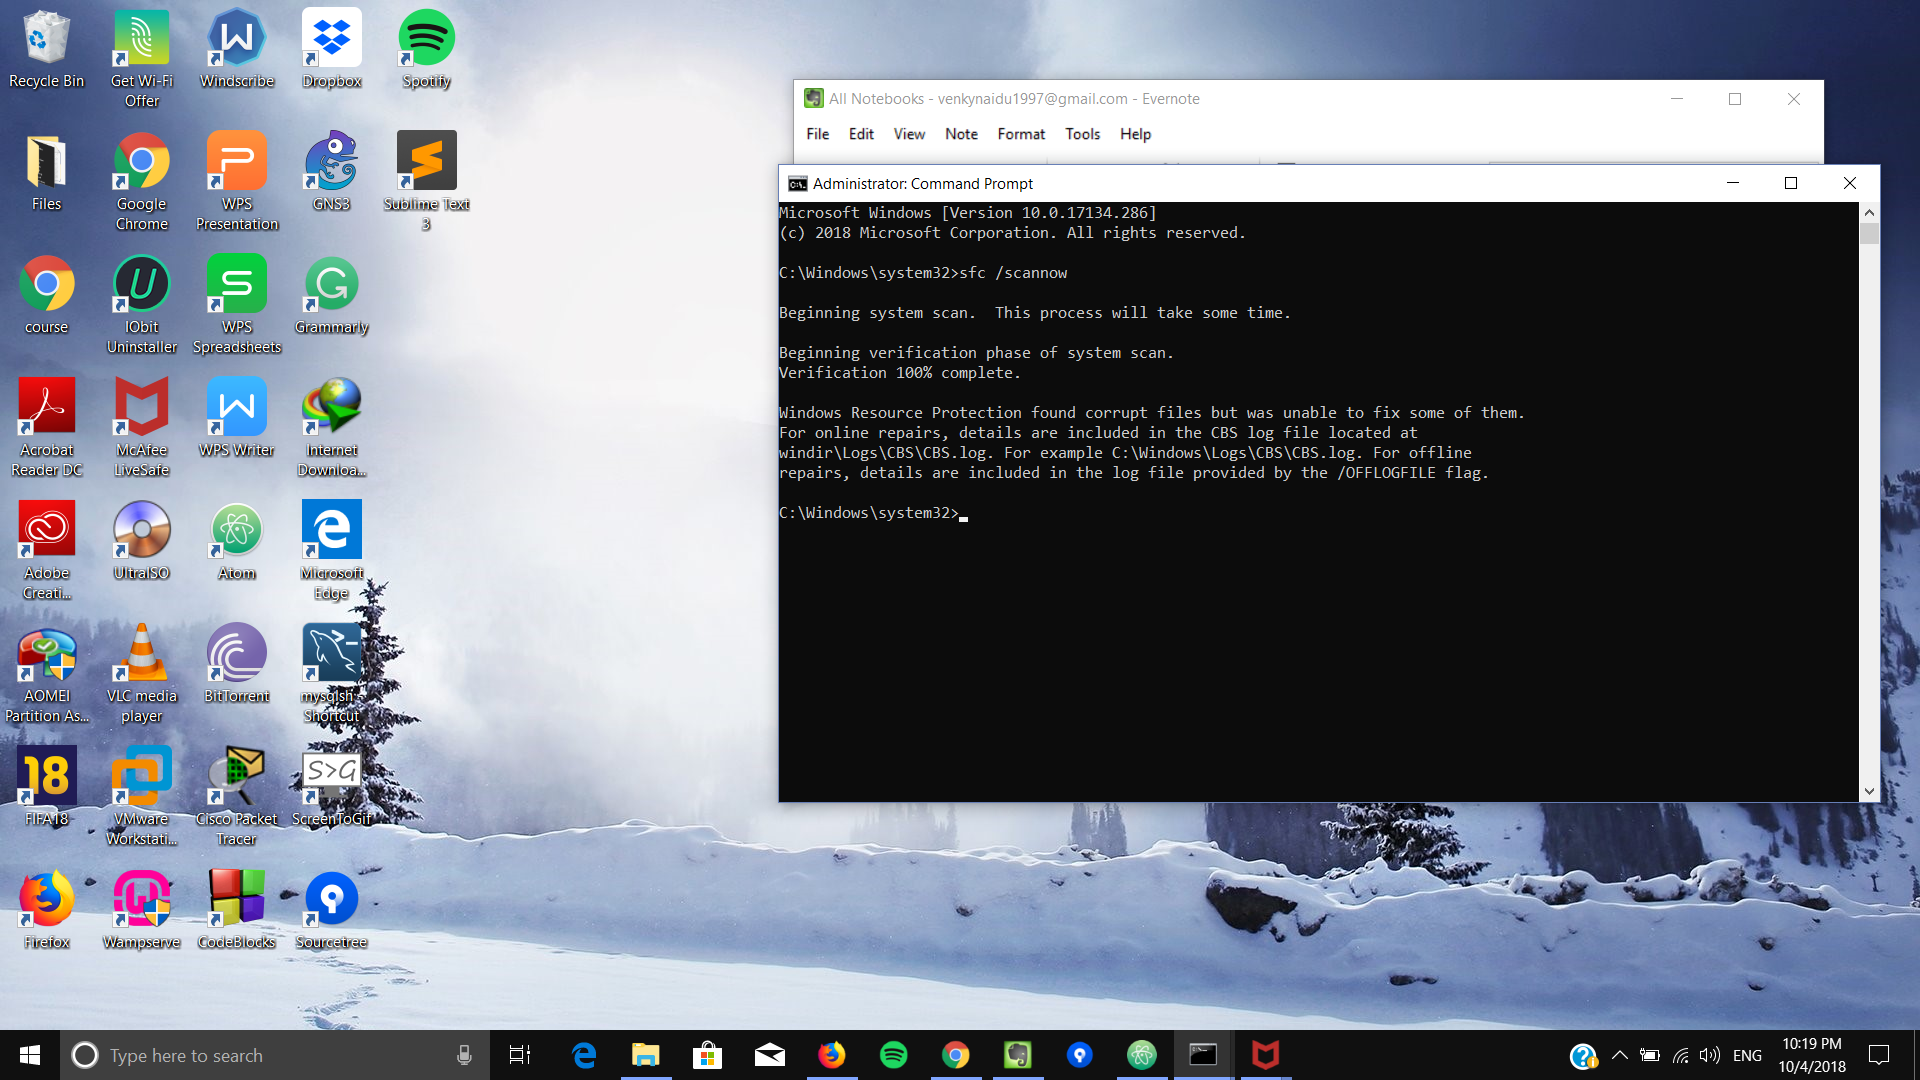 Recycle Bin
Get Wi-Fi
Offer
Windscribe
Dropbox
Spotify
Files
Google
Chrome
WPS
Presentation
GNS3
Sublime Text
3
course
IObit
Uninstaller
WPS
Spreadsheets
Grammarly
Acrobat
Reader DC
McAfee
LiveSafe
WPS Writer
Internet
Downloa...
Adobe
Creati...
UltraISO
Atom
Microsoft
Edge
AOMEI
Partition As...
VLC media
player
BitTorrent
mysqlsh -
Shortcut
18
FIFA18
VMware
Workstati...
Cisco Packet
Tracer
S>G
ScreenToGif
Firefox
Wampserve
CodeBlocks
Sourcetree
All Notebooks - venkynaidu1997@gmail.com - Evernote
File Edit View Note Format Tools Help
Administrator: Command Prompt
Microsoft Windows [Version 10.0.17134.286]
(c) 2018 Microsoft Corporation. All rights reserved.
C:\Windows\system32>sfc /scannow
Beginning system scan.  This process will take some time.
Beginning verification phase of system scan.
Verification 100% complete.
Windows Resource Protection found corrupt files but was unable to fix some of them.
For online repairs, details are included in the CBS log file located at
windir\Logs\CBS\CBS.log. For example C:\Windows\Logs\CBS\CBS.log. For offline
repairs, details are included in the log file provided by the /OFFLOGFILE flag.
C:\Windows\system32>
Type here to search
ENG
10:19 PM
10/4/2018